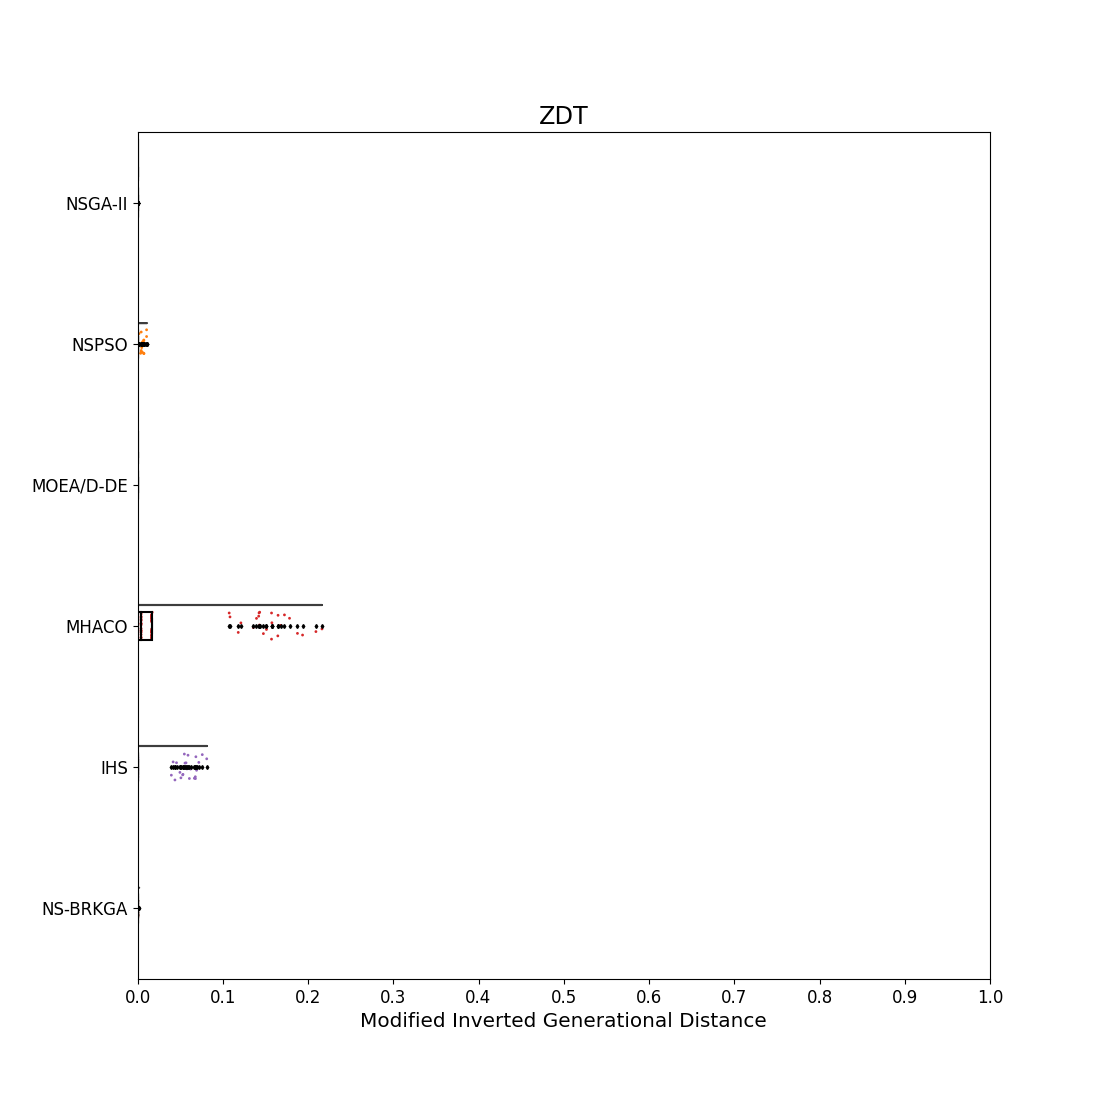 ZDT
NSGA-II
NSPSO
MOEA/D-DE
MHACO
IHS
NS-BRKGA
0.0 0.1 0.2 0.3 0.4 0.5 0.6 0.7 0.8 0.9 1.0
Modified Inverted Generational Distance